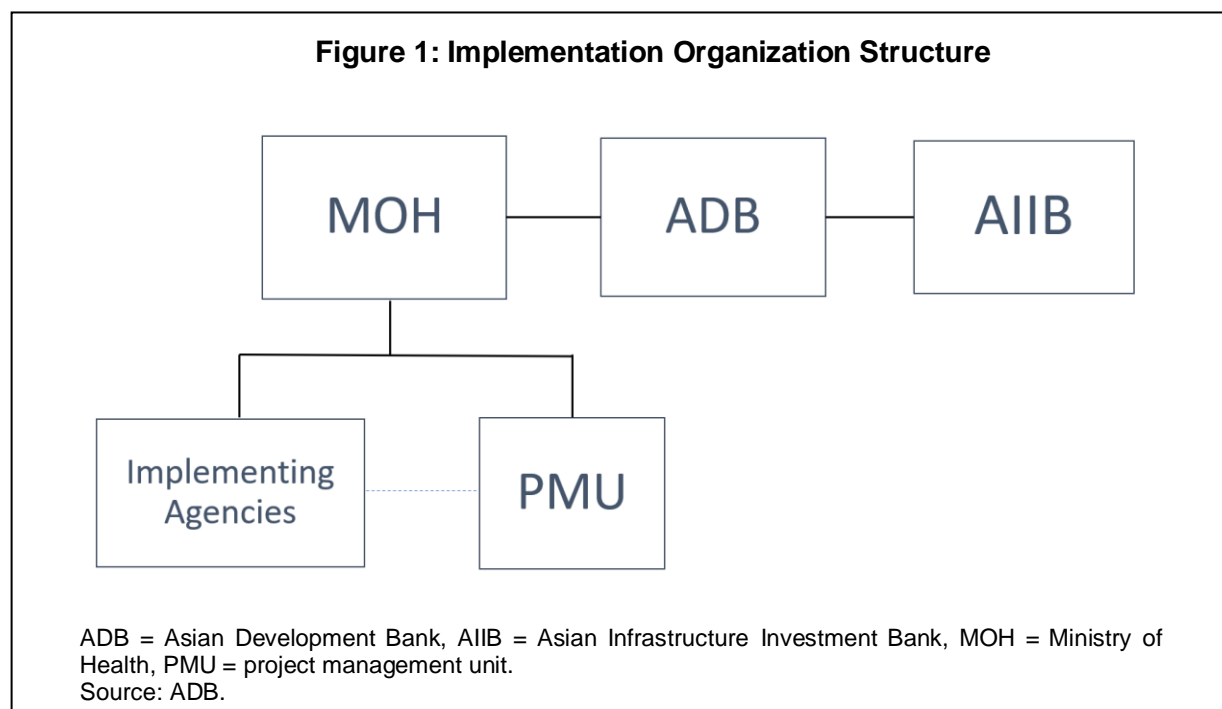 Figure 1: Implementation Organization Structure
MOH
ADB
AIIB
Implementing
Agencies
PMU
ADB = Asian Development Bank, AIIB = Asian Infrastructure Investment Bank, MOH = Ministry of
Health, PMU = project management unit.
Source: ADB.